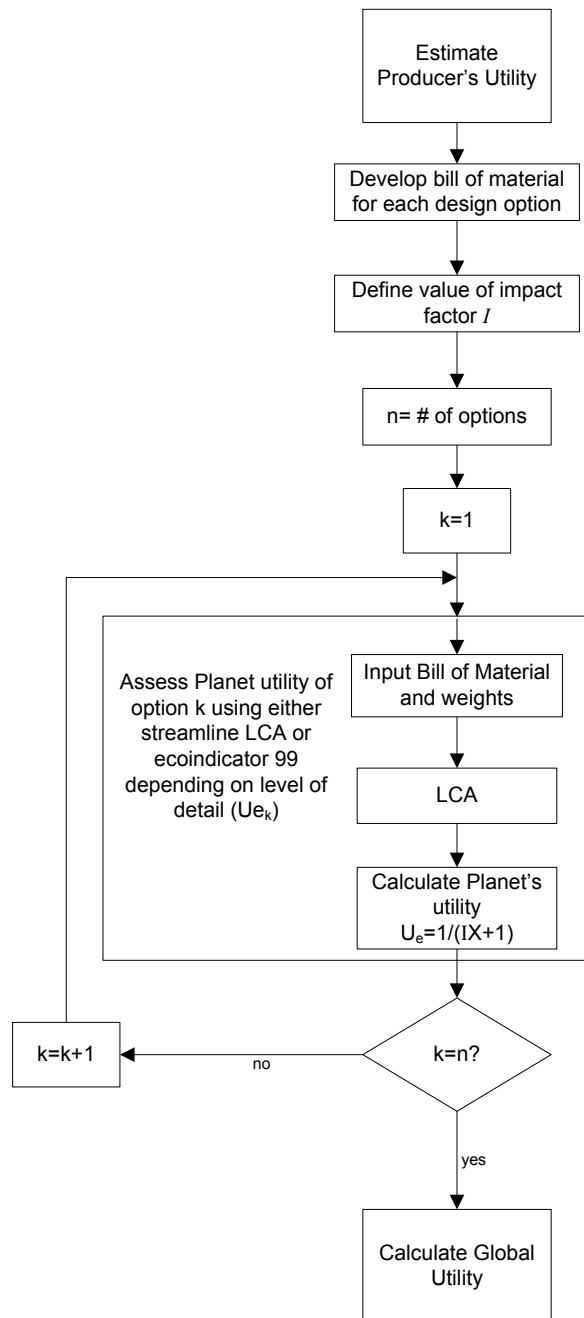 Estimate
Producer’s Utility
Develop bill of material
for each design option
Define value of impact
factor I
n= # of options
k=1
Assess Planet utility of
option k using either
streamline LCA or
ecoindicator 99
depending on level of
detail (Ueₖ)
Input Bill of Material
and weights
LCA
Calculate Planet’s
utility
Uₑ=1/(IX+1)
k=k+1
no
k=n?
yes
Calculate Global
Utility